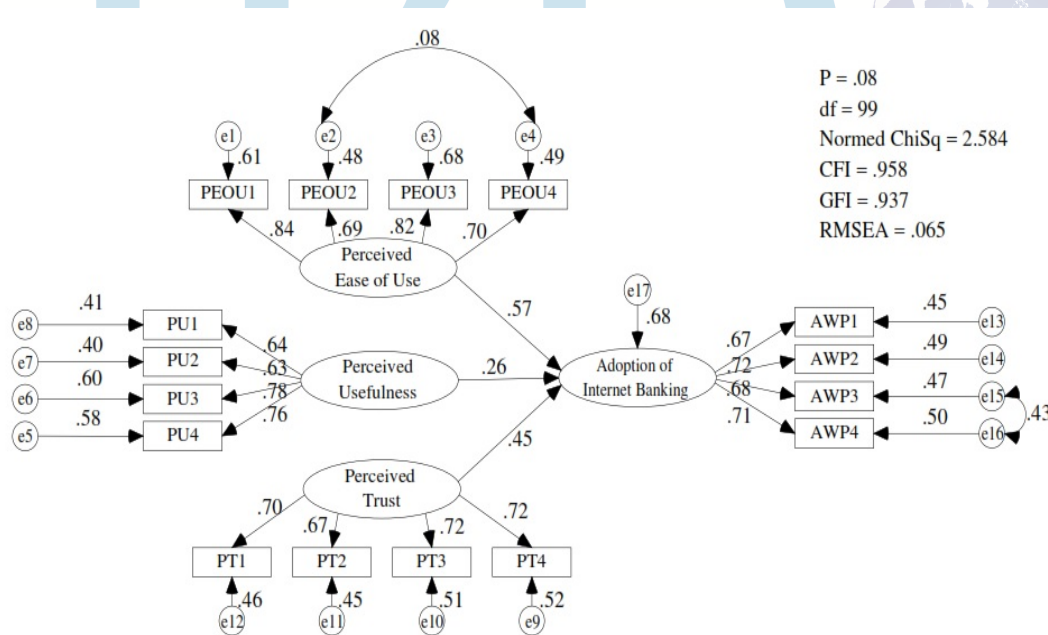 .08
P = .08
df = 99
Normed ChiSq = 2.584
CFI = .958
GFI = .937
RMSEA = .065
e1 e2 e3 e4
.61 .48 .68 .49
PEOU1 PEOU2 PEOU3 PEOU4
.84 .69 .82 .70
Perceived
Ease of Use
.57
e17
.68
.41
e8 PU1
.40
e7 PU2
.60
e6 PU3
.58
e5 PU4
.64
.63
.78
.76
Perceived
Usefulness
.26
Adoption of
Internet Banking
.67
.72
.68
.71
AWP1 .45 e13
AWP2 .49 e14
AWP3 .47 e15
AWP4 .50 e16
.43
.45
Perceived
Trust
.70 .67 .72 .72
PT1 PT2 PT3 PT4
.46 .45 .51 .52
e12 e11 e10 e9